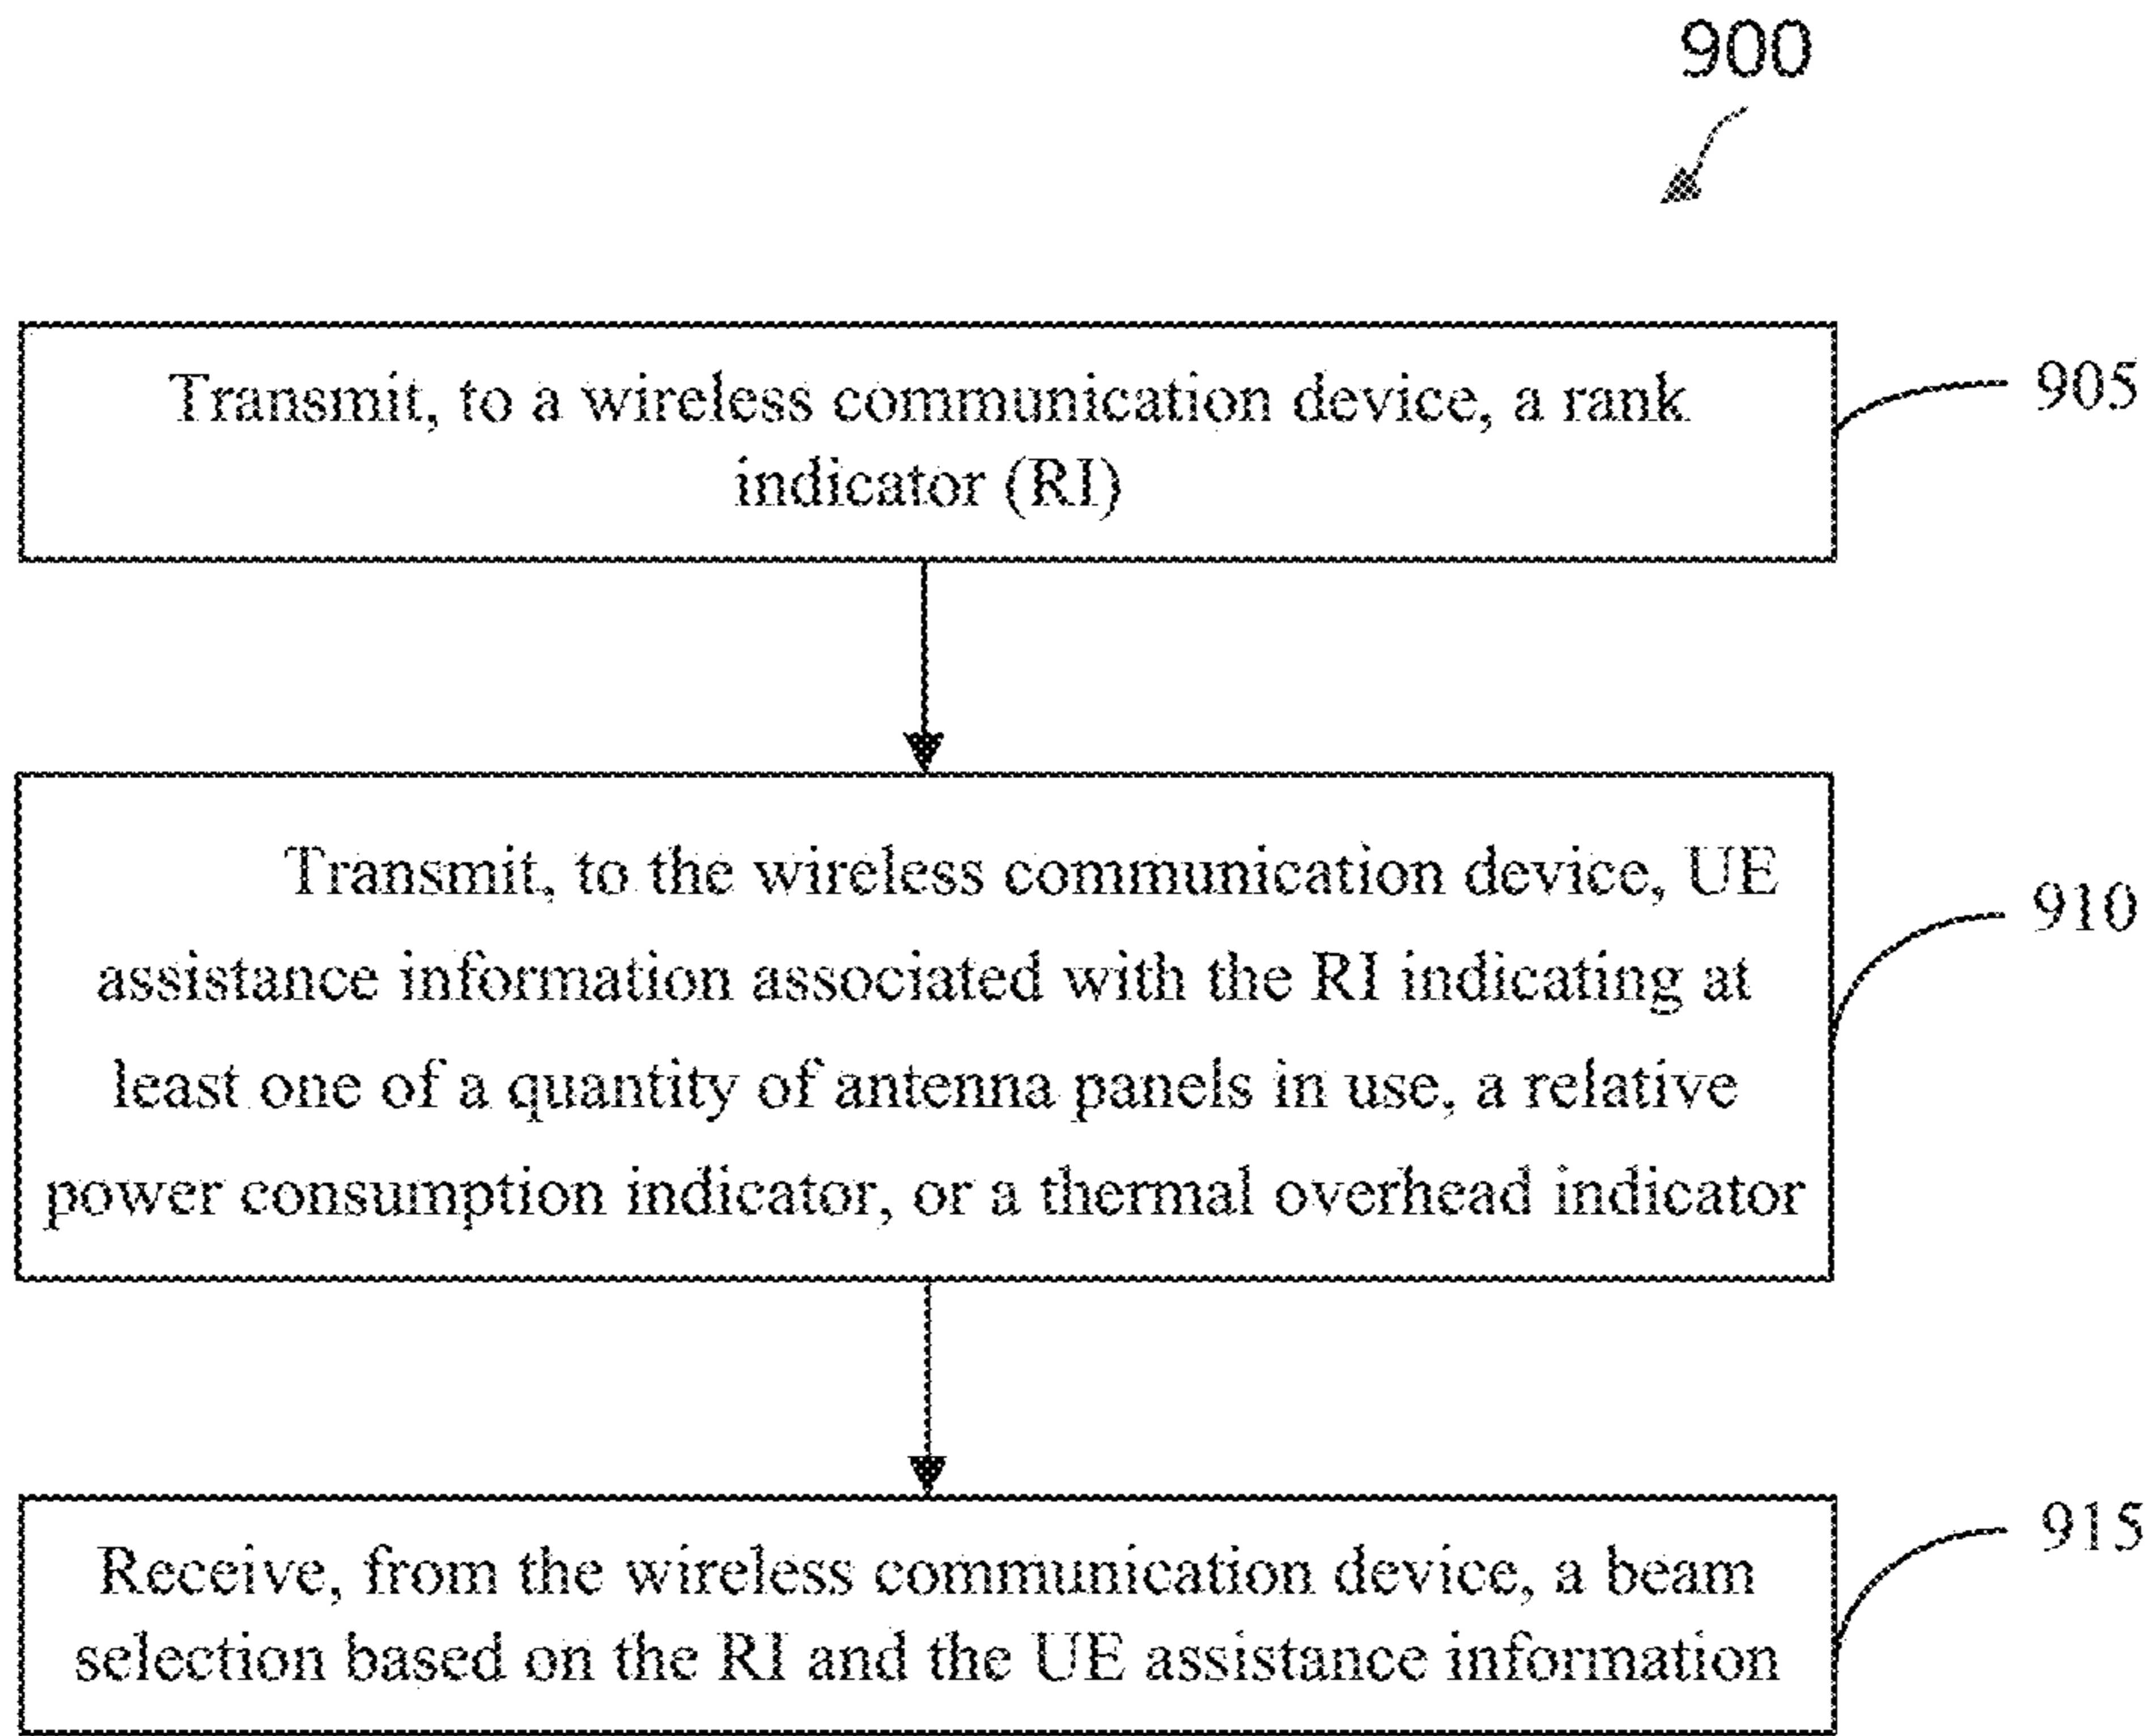 900
Transmit, to a wireless communication device, a rank
indicator (RI)
905
Transmit, to the wireless communication device, UE
assistance information associated with the RI indicating at
least one of a quantity of antenna panels in use, a relative
power consumption indicator, or a thermal overhead indicator
910
Receive, from the wireless communication device, a beam
selection based on the RI and the UE assistance information
915